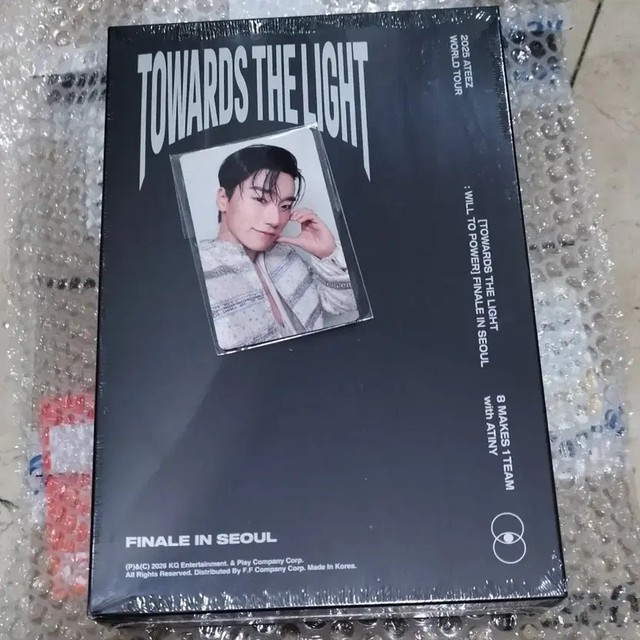 TOWARDS THE LIGHT
2025 ATEEZ
WORLD TOUR
[TOWARDS THE LIGHT
: WILL TO POWER] FINALE IN SEOUL
8 MAKES 1 TEAM
with ATINY
FINALE IN SEOUL
(P)&(C) 2025 KQ Entertainment. & Play Company Corp.
All Rights Reserved. Distributed By F.F Company Corp. Made In Korea.